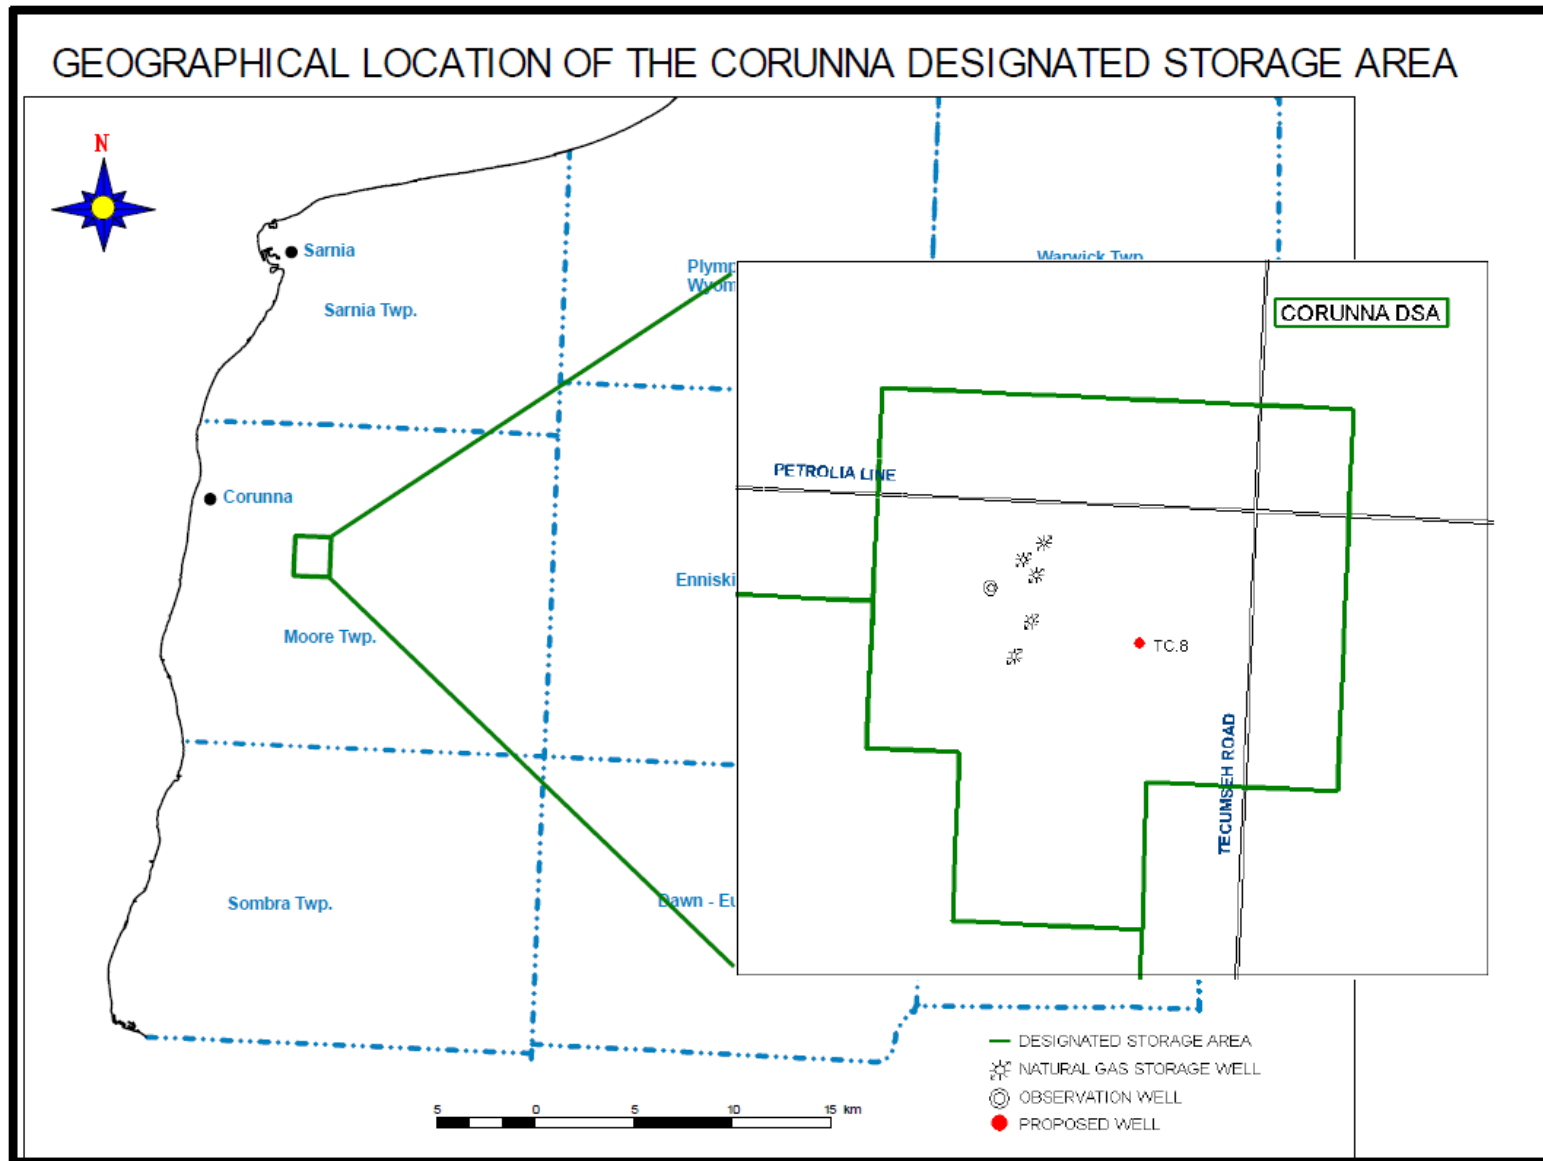 GEOGRAPHICAL LOCATION OF THE CORUNNA DESIGNATED STORAGE AREA
N
Sarnia
Sarnia Twp.
Plymp
Wyom
Warwick Twp
CORUNNA DSA
PETROLIA LINE
Corunna
Enniski
Moore Twp.
TC.8
TECUMSEH ROAD
Sombra Twp.
Dawn - Eu
DESIGNATED STORAGE AREA
NATURAL GAS STORAGE WELL
OBSERVATION WELL
PROPOSED WELL
5 0 5 10 15 km